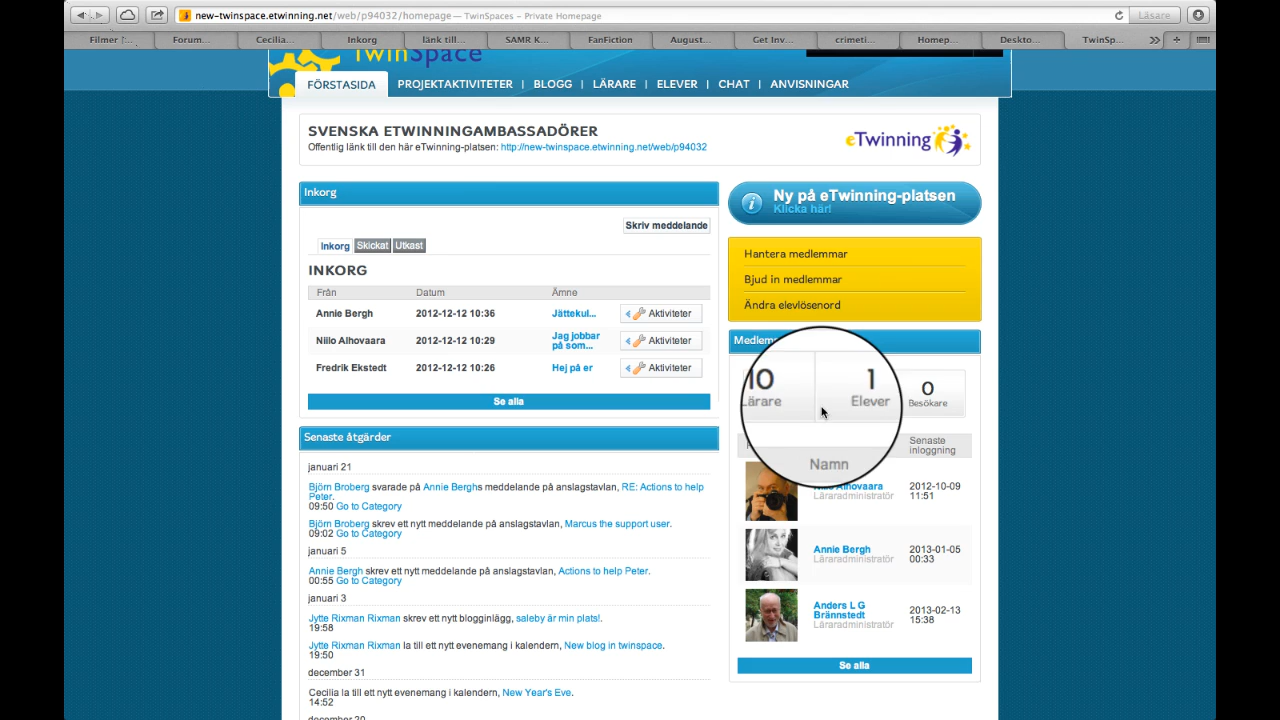 new-twinspace.etwinning.net/web/p94032/homepage — TwinSpaces – Private Homepage
Läsare
Filmer
Forum...
Cecilia...
Inkorg
länk till...
SAMR K...
FanFiction
August...
Get Inv...
crimeti...
Homep...
Deskto...
TwinSp...
TwinSpace
FÖRSTASIDA
PROJEKTAKTIVITETER | BLOGG | LÄRARE | ELEVER | CHAT | ANVISNINGAR
SVENSKA ETWINNINGAMBASSADÖRER
Offentlig länk till den här eTwinning-platsen: http://new-twinspace.etwinning.net/web/p94032
eTwinning
Inkorg
Skriv meddelande
Inkorg Skickat Utkast
INKORG
Från Datum Ämne
Annie Bergh 2012-12-12 10:36 Jättekul... Aktiviteter
Niilo Alhovaara 2012-12-12 10:29 Jag jobbar
på som... Aktiviteter
Fredrik Ekstedt 2012-12-12 10:26 Hej på er Aktiviteter
Se alla
Senaste åtgärder
januari 21
Björn Broberg svarade på Annie Berghs meddelande på anslagstavlan, RE: Actions to help
Peter.
09:50 Go to Category
Björn Broberg skrev ett nytt meddelande på anslagstavlan, Marcus the support user.
09:02 Go to Category
januari 5
Annie Bergh skrev ett nytt meddelande på anslagstavlan, Actions to help Peter.
00:55 Go to Category
januari 3
Jytte Rixman Rixman skrev ett nytt blogginlägg, saleby är min plats!.
19:58
Jytte Rixman Rixman la till ett nytt evenemang i kalendern, New blog in twinspace.
19:50
december 31
Cecilia la till ett nytt evenemang i kalendern, New Year's Eve.
14:52
december 20
Ny på eTwinning-platsen
Klicka här!
Hantera medlemmar
Bjud in medlemmar
Ändra elevlösenord
Medlem
10
Lärare
1
Elever
0
Besökare
Namn
Senaste
inloggning
Niilo Alhovaara
Läraradministratör
2012-10-09
11:51
Annie Bergh
Läraradministratör
2013-01-05
00:33
Anders L G
Brännstedt
Läraradministratör
2013-02-13
15:38
Se alla